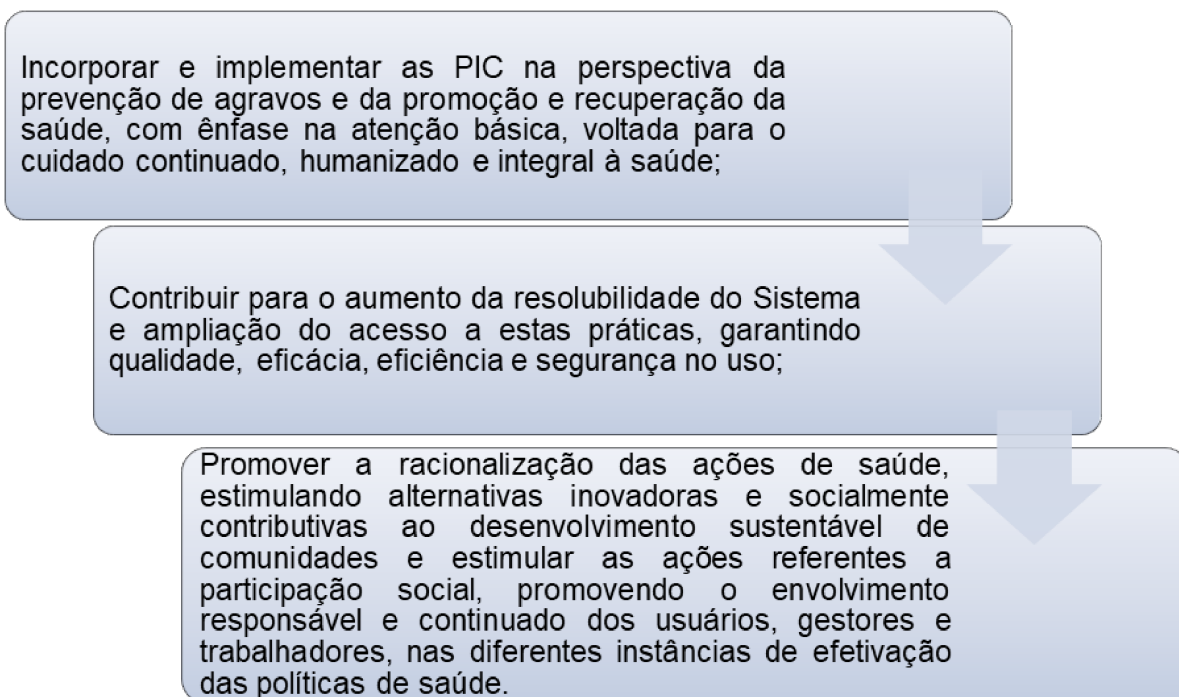 Incorporar e implementar as PIC na perspectiva da
prevenção de agravos e da promoção e recuperação da
saúde, com ênfase na atenção básica, voltada para o
cuidado continuado, humanizado e integral à saúde;
Contribuir para o aumento da resolubilidade do Sistema
e ampliação do acesso a estas práticas, garantindo
qualidade, eficácia, eficiência e segurança no uso;
Promover a racionalização das ações de saúde,
estimulando alternativas inovadoras e socialmente
contributivas ao desenvolvimento sustentável de
comunidades e estimular as ações referentes a
participação social, promovendo o envolvimento
responsável e continuado dos usuários, gestores e
trabalhadores, nas diferentes instâncias de efetivação
das políticas de saúde.